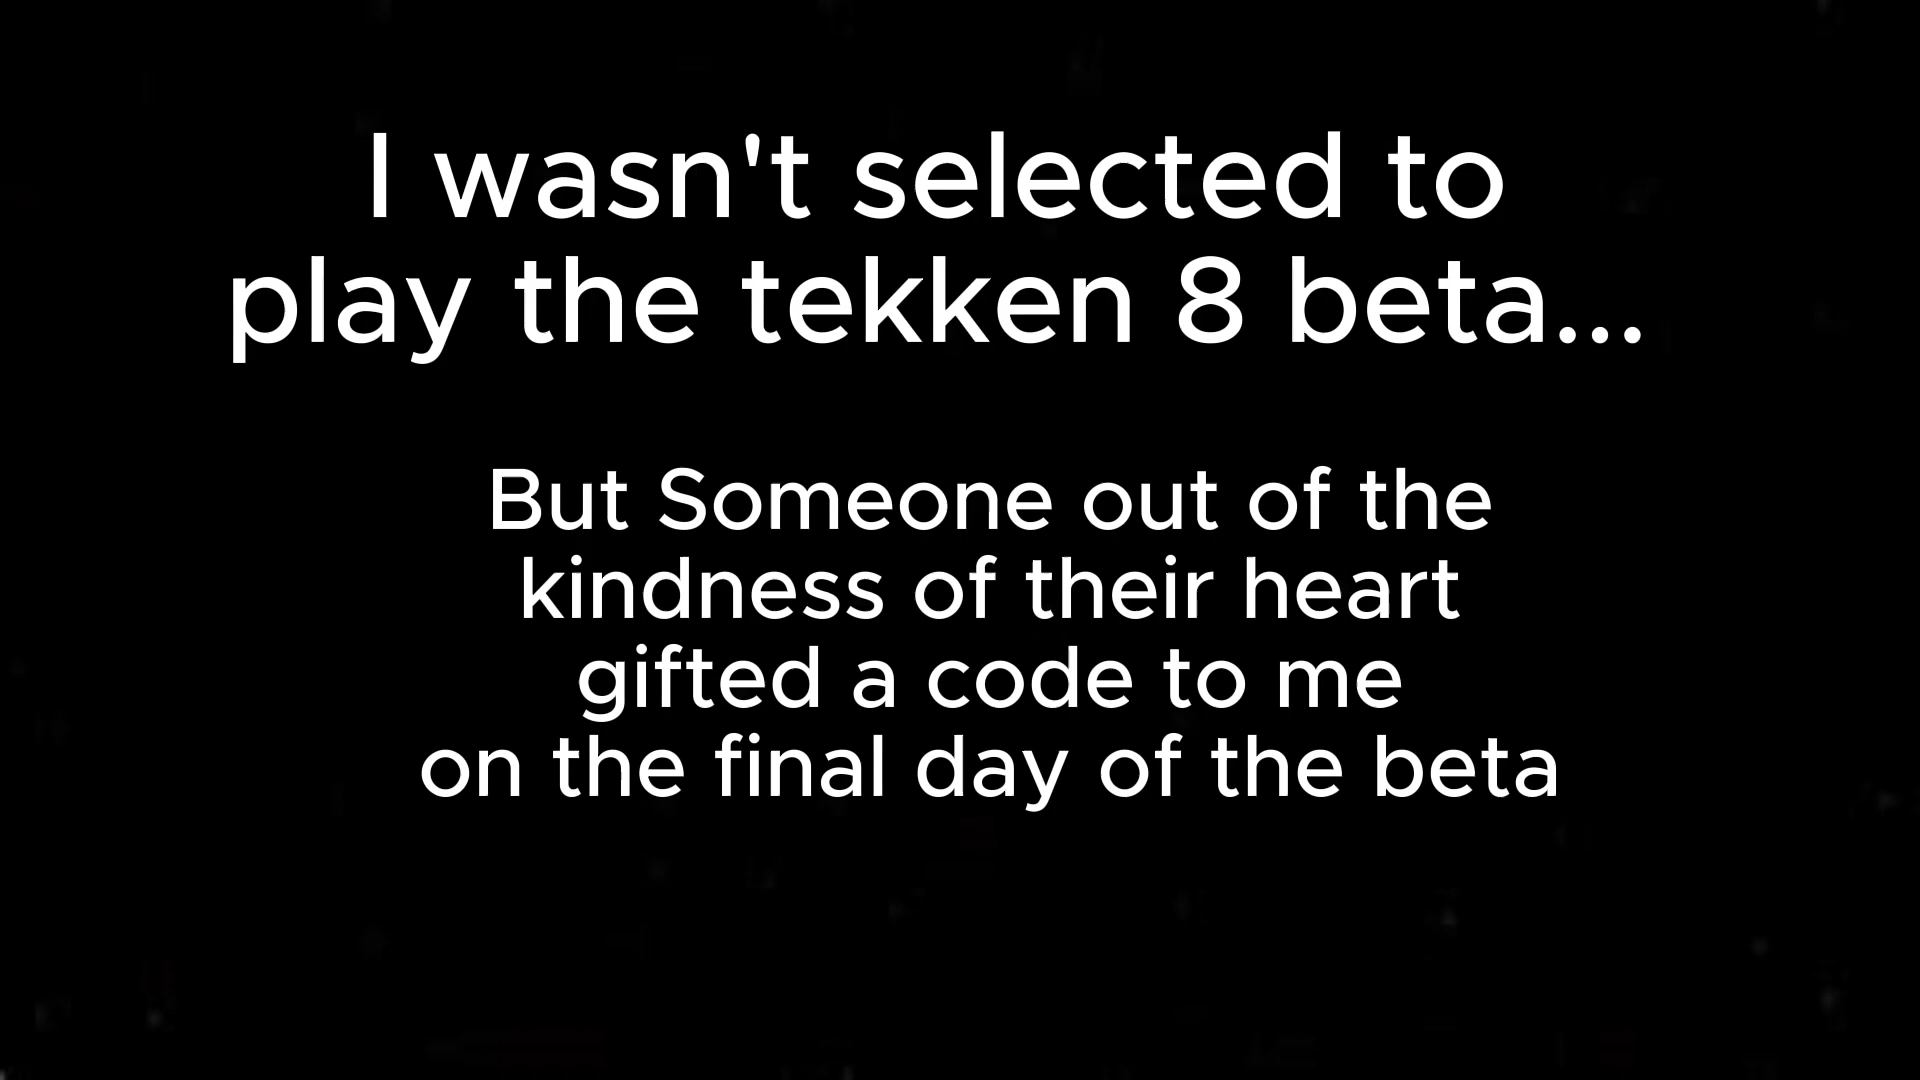 I wasn't selected to
play the tekken 8 beta...
But Someone out of the
kindness of their heart
gifted a code to me
on the final day of the beta